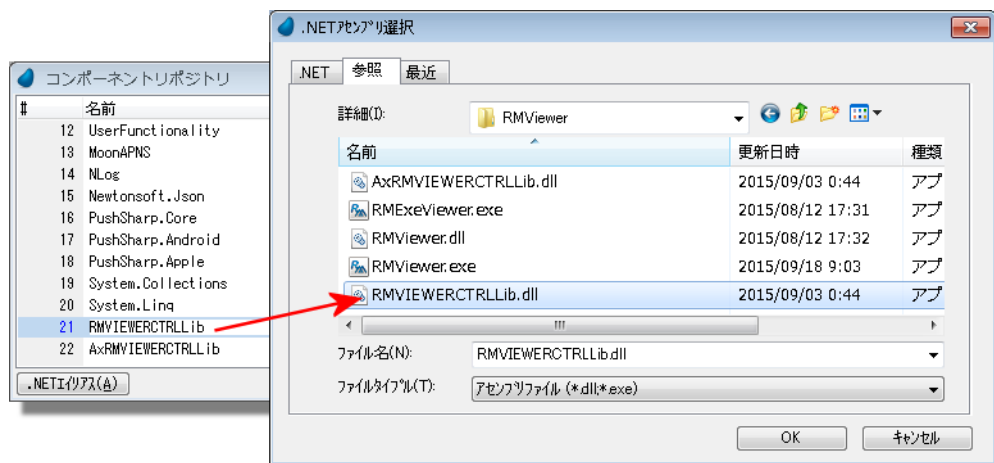 コンポーネントリポジトリ
# 名前
12 UserFunctionality
13 MoonAPNS
14 NLog
15 Newtonsoft.Json
16 PushSharp.Core
17 PushSharp.Android
18 PushSharp.Apple
19 System.Collections
20 System.Linq
21 RMVIEWERCTRLLib
22 AxRMVIEWERCTRLLib
.NETエイリアス(A)
.NETアセンブリ選択
.NET 参照 最近
詳細(I): RMViewer
名前 更新日時 種類
AxRMVIEWERCTRLLib.dll 2015/09/03 0:44 アプ
RMExeViewer.exe 2015/08/12 17:31 アプ
RMViewer.dll 2015/08/12 17:32 アプ
RMViewer.exe 2015/09/18 9:03 アプ
RMVIEWERCTRLLib.dll 2015/09/03 0:44 アプ
ファイル名(N): RMVIEWERCTRLLib.dll
ファイルタイプル(T): アセンブリファイル (*.dll;*.exe)
OK キャンセル